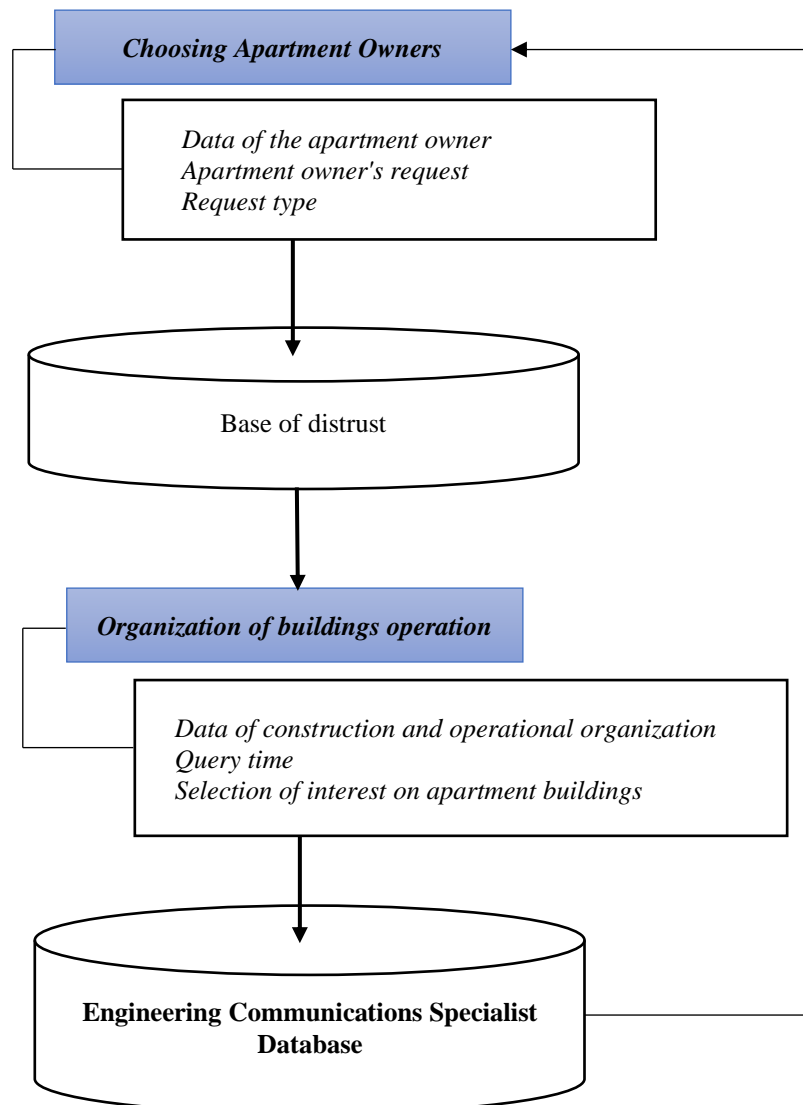 Choosing Apartment Owners
Data of the apartment owner
Apartment owner's request
Request type
Base of distrust
Organization of buildings operation
Data of construction and operational organization
Query time
Selection of interest on apartment buildings
Engineering Communications Specialist
Database